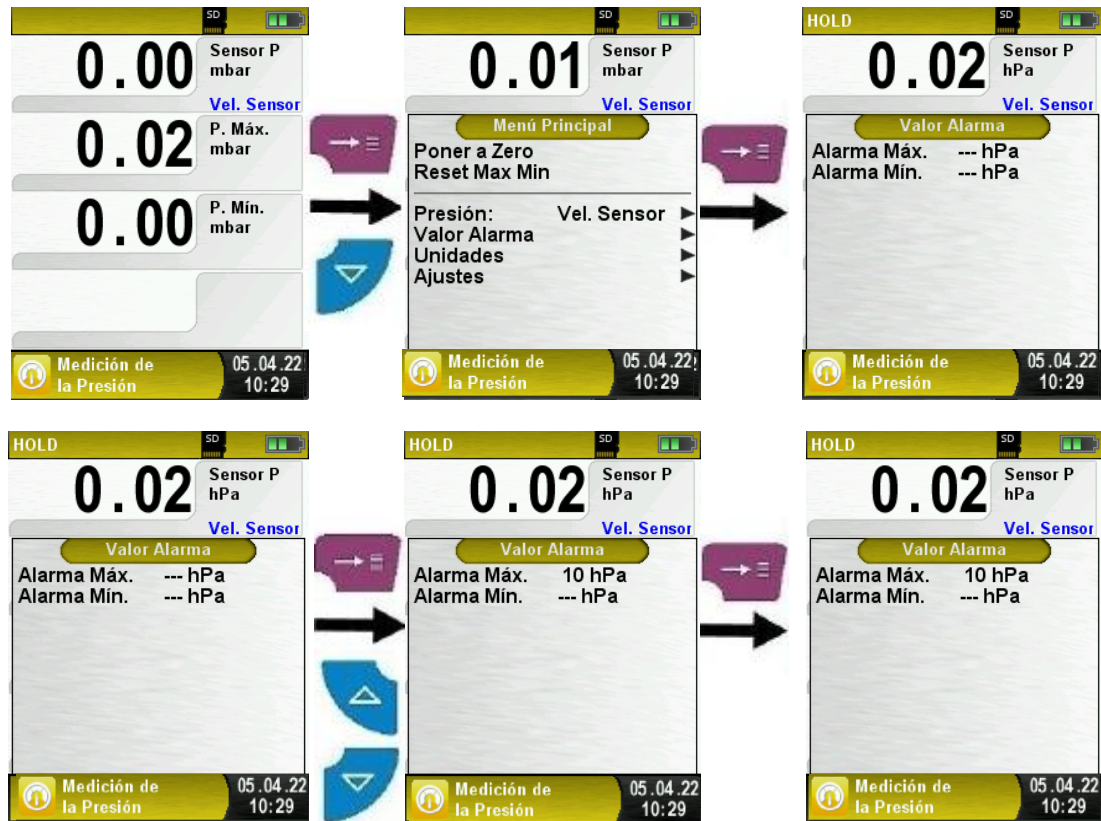 SD
0.00
Sensor P
mbar
Vel. Sensor
0.02
P. Máx.
mbar
0.00
P. Mín.
mbar
Medición de
la Presión
05.04.22
10:29
SD
0.01
Sensor P
mbar
Vel. Sensor
Menú Principal
Poner a Zero
Reset Max Min
Presión: Vel. Sensor
Valor Alarma
Unidades
Ajustes
Medición de
la Presión
05.04.22
10:29
HOLD SD
0.02
Sensor P
hPa
Vel. Sensor
Valor Alarma
Alarma Máx. --- hPa
Alarma Mín. --- hPa
Medición de
la Presión
05.04.22
10:29
HOLD SD
0.02
Sensor P
hPa
Vel. Sensor
Valor Alarma
Alarma Máx. --- hPa
Alarma Mín. --- hPa
Medición de
la Presión
05.04.22
10:29
HOLD SD
0.02
Sensor P
hPa
Vel. Sensor
Valor Alarma
Alarma Máx. 10 hPa
Alarma Mín. --- hPa
Medición de
la Presión
05.04.22
10:29
HOLD SD
0.02
Sensor P
hPa
Vel. Sensor
Valor Alarma
Alarma Máx. 10 hPa
Alarma Mín. --- hPa
Medición de
la Presión
05.04.22
10:29